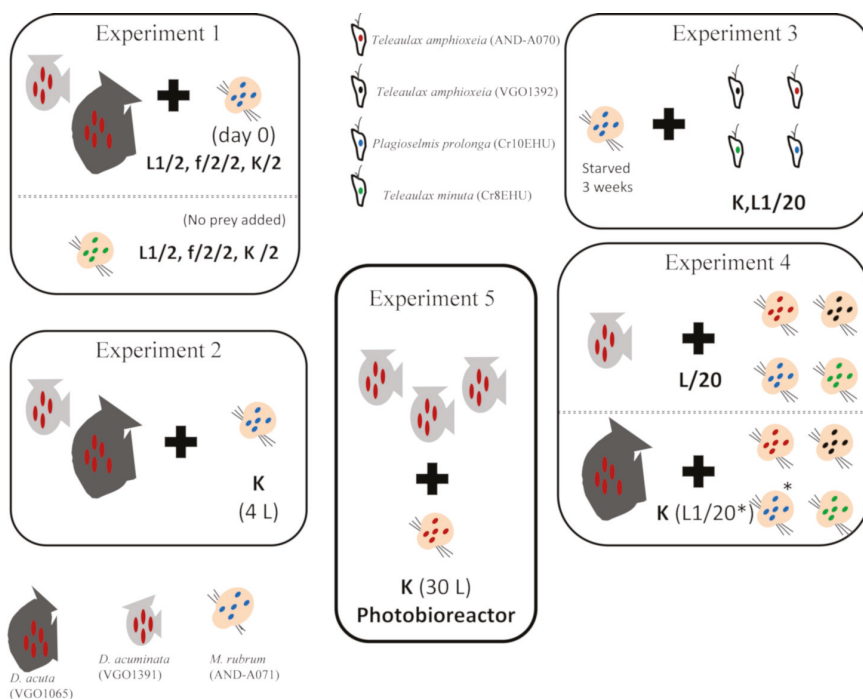 Experiment 1
(day 0)
L1/2, f/2/2, K/2
(No prey added)
L1/2, f/2/2, K /2
Experiment 2
K
(4 L)
D. acuta
(VGO1065)
D. acuminata
(VGO1391)
M. rubrum
(AND-A071)
Teleaulax amphioxeia (AND-A070)
Teleaulax amphioxeia (VGO1392)
Plagioselmis prolonga (Cr10EHU)
Teleaulax minuta (Cr8EHU)
Experiment 5
K (30 L)
Photobioreactor
Experiment 3
Starved
3 weeks
K,L1/20
Experiment 4
L/20
*
K (L1/20*)